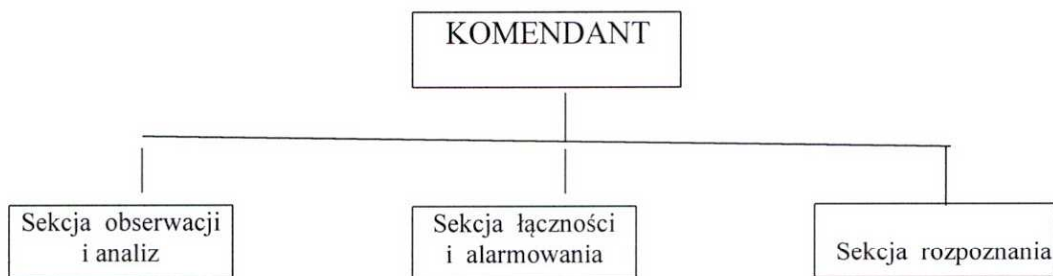 KOMENDANT
Sekcja obserwacji
i analiz
Sekcja łączności
i alarmowania
Sekcja rozpoznania